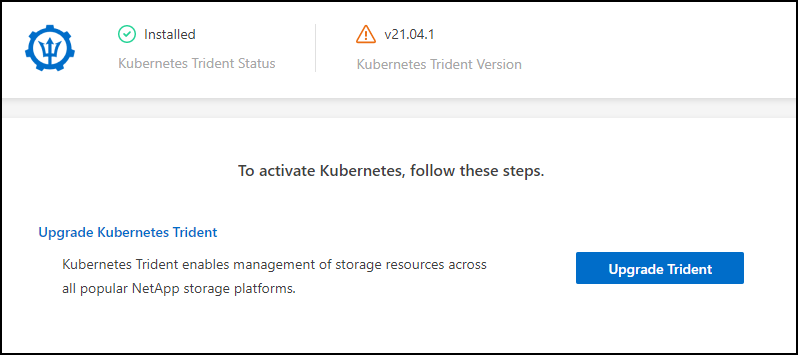 Installed
v21.04.1
Kubernetes Trident Status
Kubernetes Trident Version
To activate Kubernetes, follow these steps.
Upgrade Kubernetes Trident
Kubernetes Trident enables management of storage resources across
all popular NetApp storage platforms.
Upgrade Trident